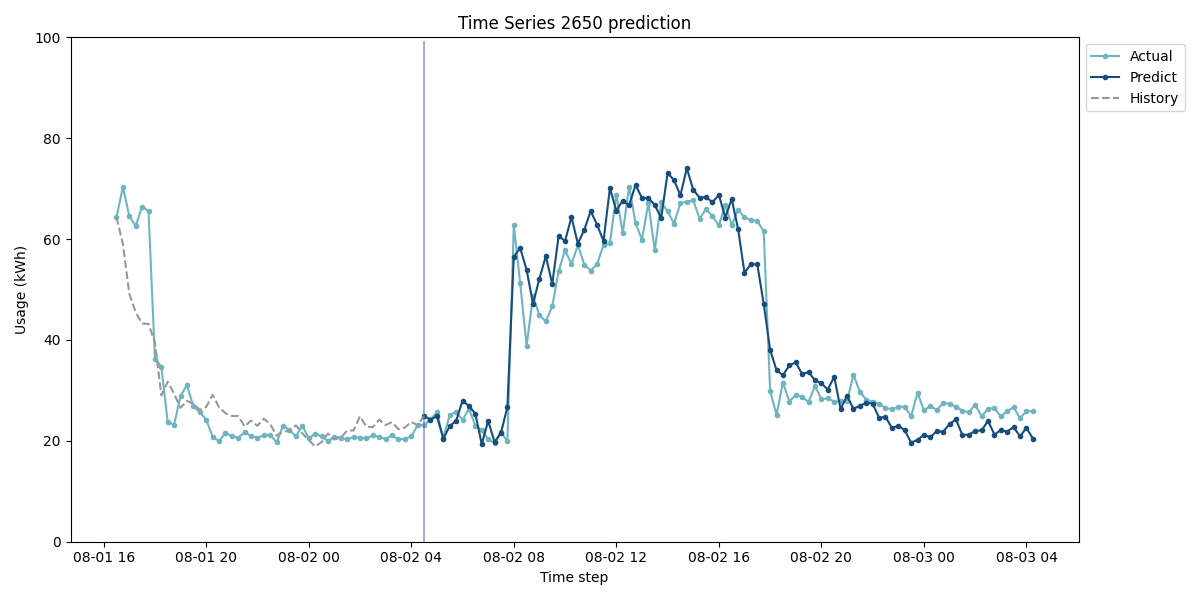 Time Series 2650 prediction
100
80
60
40
20
0
Usage (kWh)
08-01 16
08-01 20
08-02 00
08-02 04
08-02 08
08-02 12
08-02 16
08-02 20
08-03 00
08-03 04
Time step
Actual
Predict
History